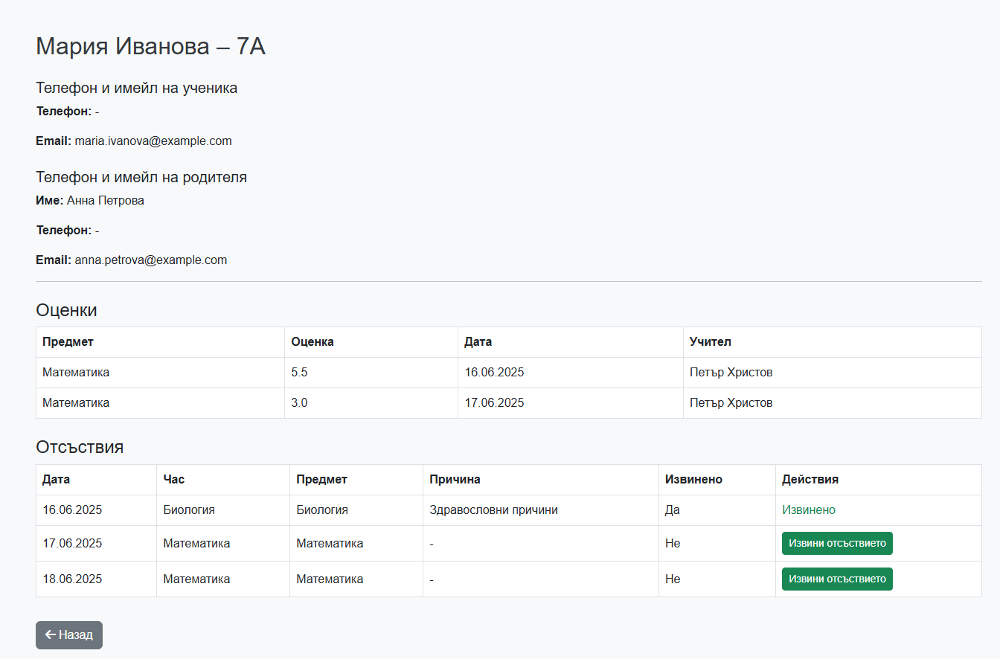 Мария Иванова – 7А
Телефон и имейл на ученика
Телефон: -
Email: maria.ivanova@example.com
Телефон и имейл на родителя
Име: Анна Петрова
Телефон: -
Email: anna.petrova@example.com
Оценки
Предмет Оценка Дата Учител
Математика 5.5 16.06.2025 Петър Христов
Математика 3.0 17.06.2025 Петър Христов
Отсъствия
Дата Час Предмет Причина Извинено Действия
16.06.2025 Биология Биология Здравословни причини Да Извинено
17.06.2025 Математика Математика - Не Извини отсъствието
18.06.2025 Математика Математика - Не Извини отсъствието
← Назад